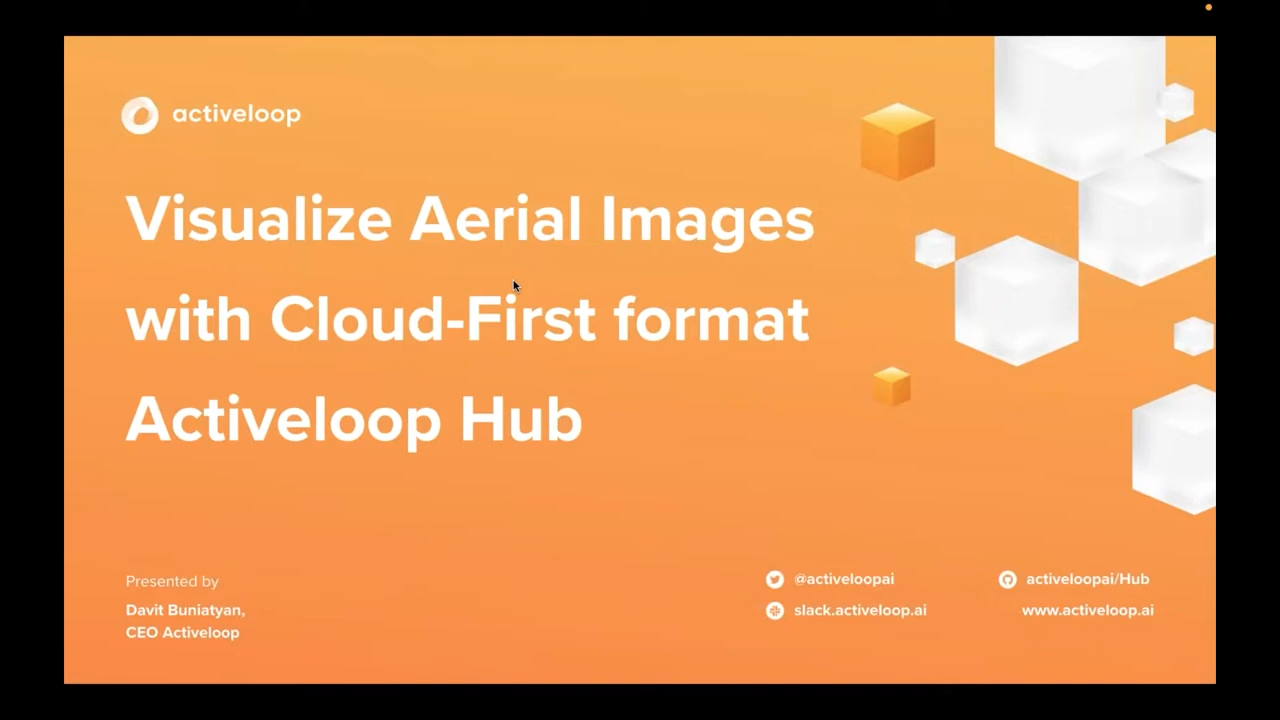 activeloop
Visualize Aerial Images
with Cloud-First format
Activeloop Hub
Presented by
Davit Buniatyan,
CEO Activeloop
@activeloopai
slack.activeloop.ai
activeloopai/Hub
www.activeloop.ai